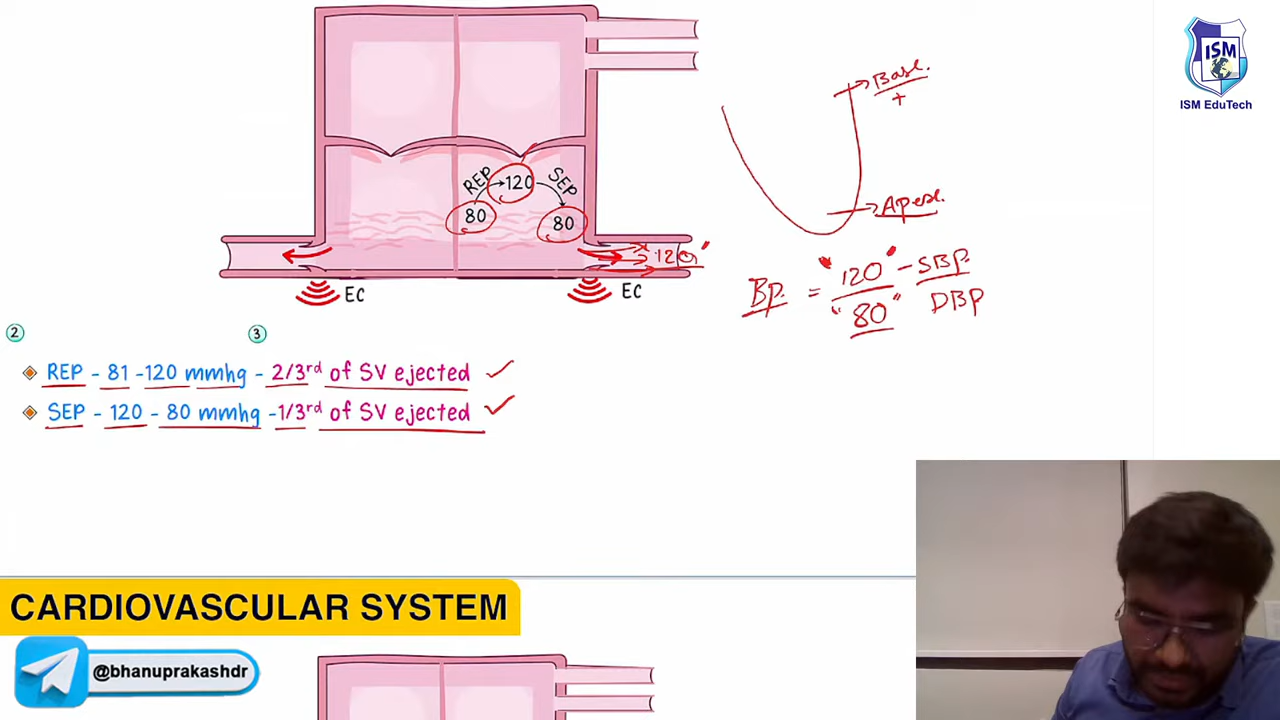 ISM
ISM EduTech
Base.
+
REP
120
SEP
80
80
Apex.
120
EC
EC
Bp. = "120" - SBP
"80" DBP
2
3
REP - 81 -120 mmhg - 2/3rd of SV ejected
SEP - 120 - 80 mmhg -1/3rd of SV ejected
CARDIOVASCULAR SYSTEM
@bhanuprakashdr